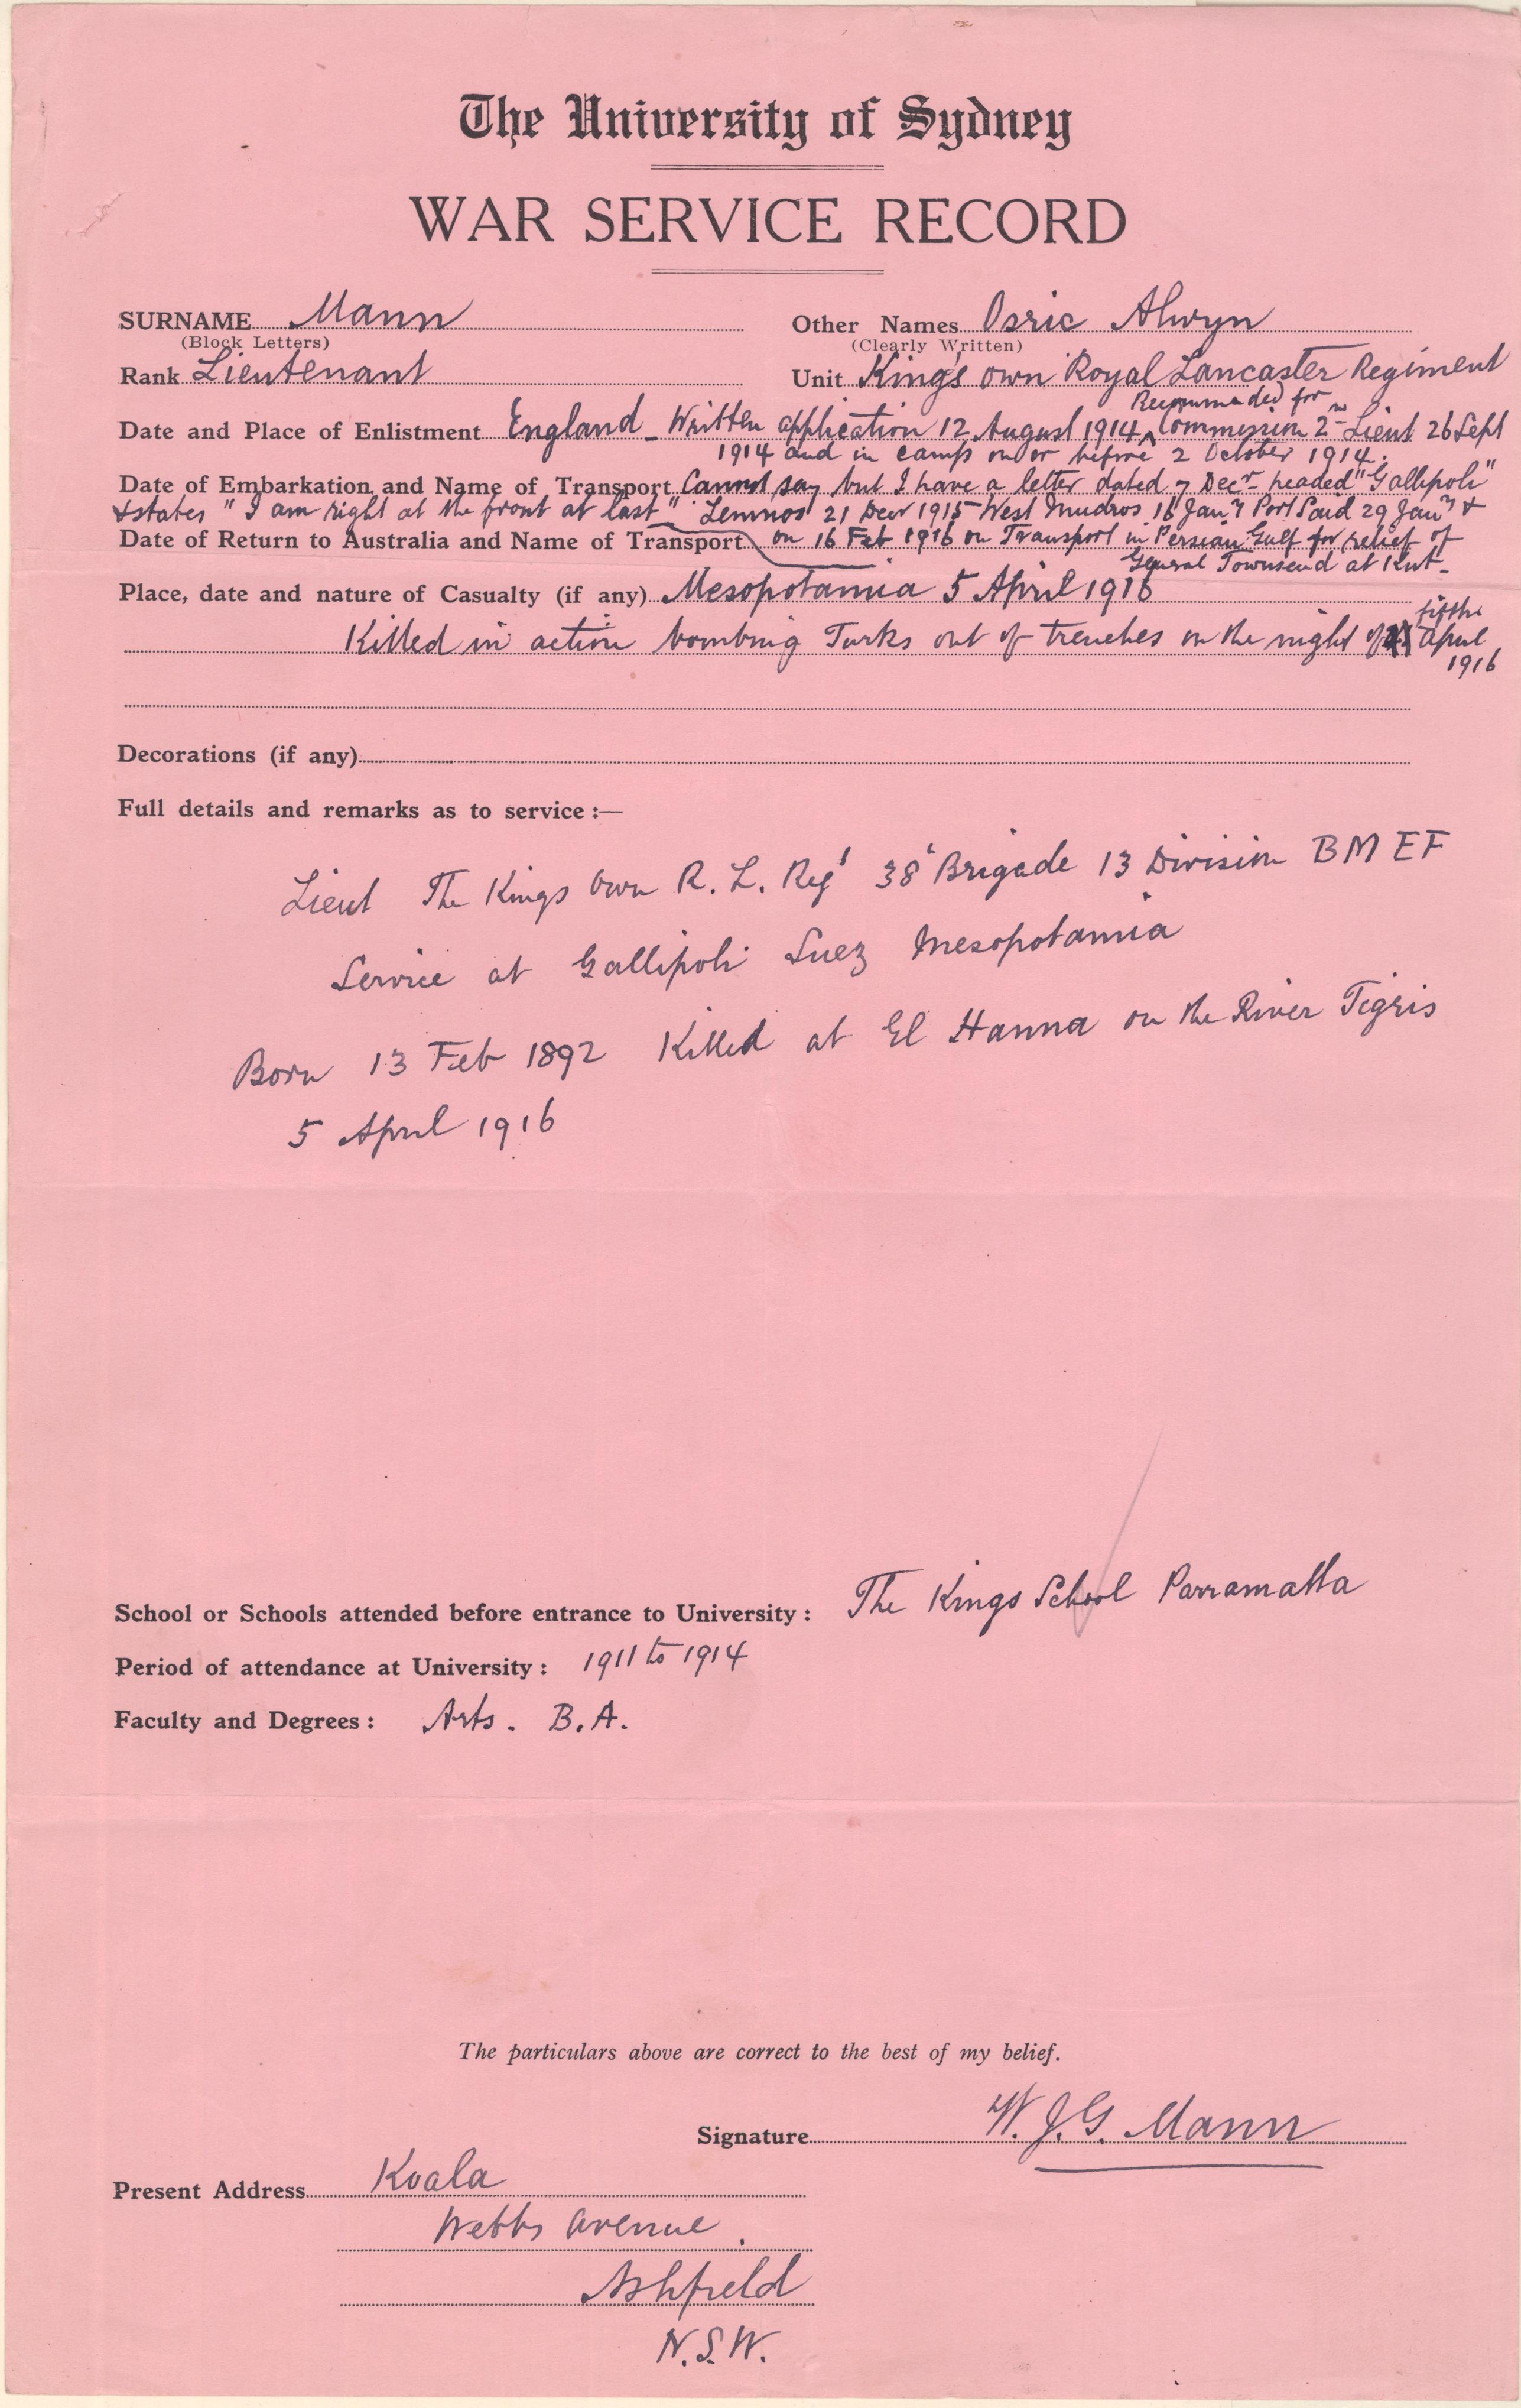 The University of Sydney
WAR SERVICE RECORD
SURNAME Mann Other Names Osric Alwyn
(Block Letters) (Clearly Written)
Rank Lieutenant Unit King's Own Royal Lancaster Regiment
Recommended for
Date and Place of Enlistment England - Written application 12 August 1914 ^ Commission 2nd Lieut 26 Sept
1914 and in camp on or before 2 October 1914.
Date of Embarkation and Name of Transport Cannot say but I have a letter dated 7 Decr headed "Gallipoli"
& states "I am right at the front at last" Lemnos 21 Decr 1915 West Mudros 16 Jany Port Said 29 Jany &
Date of Return to Australia and Name of Transport on 16 Feb 1916 on Transport in Persian Gulf for relief of
General Townsend at Kut-
Place, date and nature of Casualty (if any) Mesopotamia 5 April 1916
fifth
Killed in action bombing Turks out of trenches on the night of April
1916
Decorations (if any)
Full details and remarks as to service :—
Lieut The Kings Own R. L. Regt 38 Brigade 13 Division B M E F
Service at Gallipoli Suez Mesopotamia
Born 13 Feb 1892 Killed at El Hanna on the River Tigris
5 April 1916
School or Schools attended before entrance to University : The Kings School Parramatta
Period of attendance at University : 1911 to 1914
Faculty and Degrees : Arts. B.A.
The particulars above are correct to the best of my belief.
Signature W. J. G. Mann
Present Address Koala
Webbs Avenue
Ashfield
N.S.W.